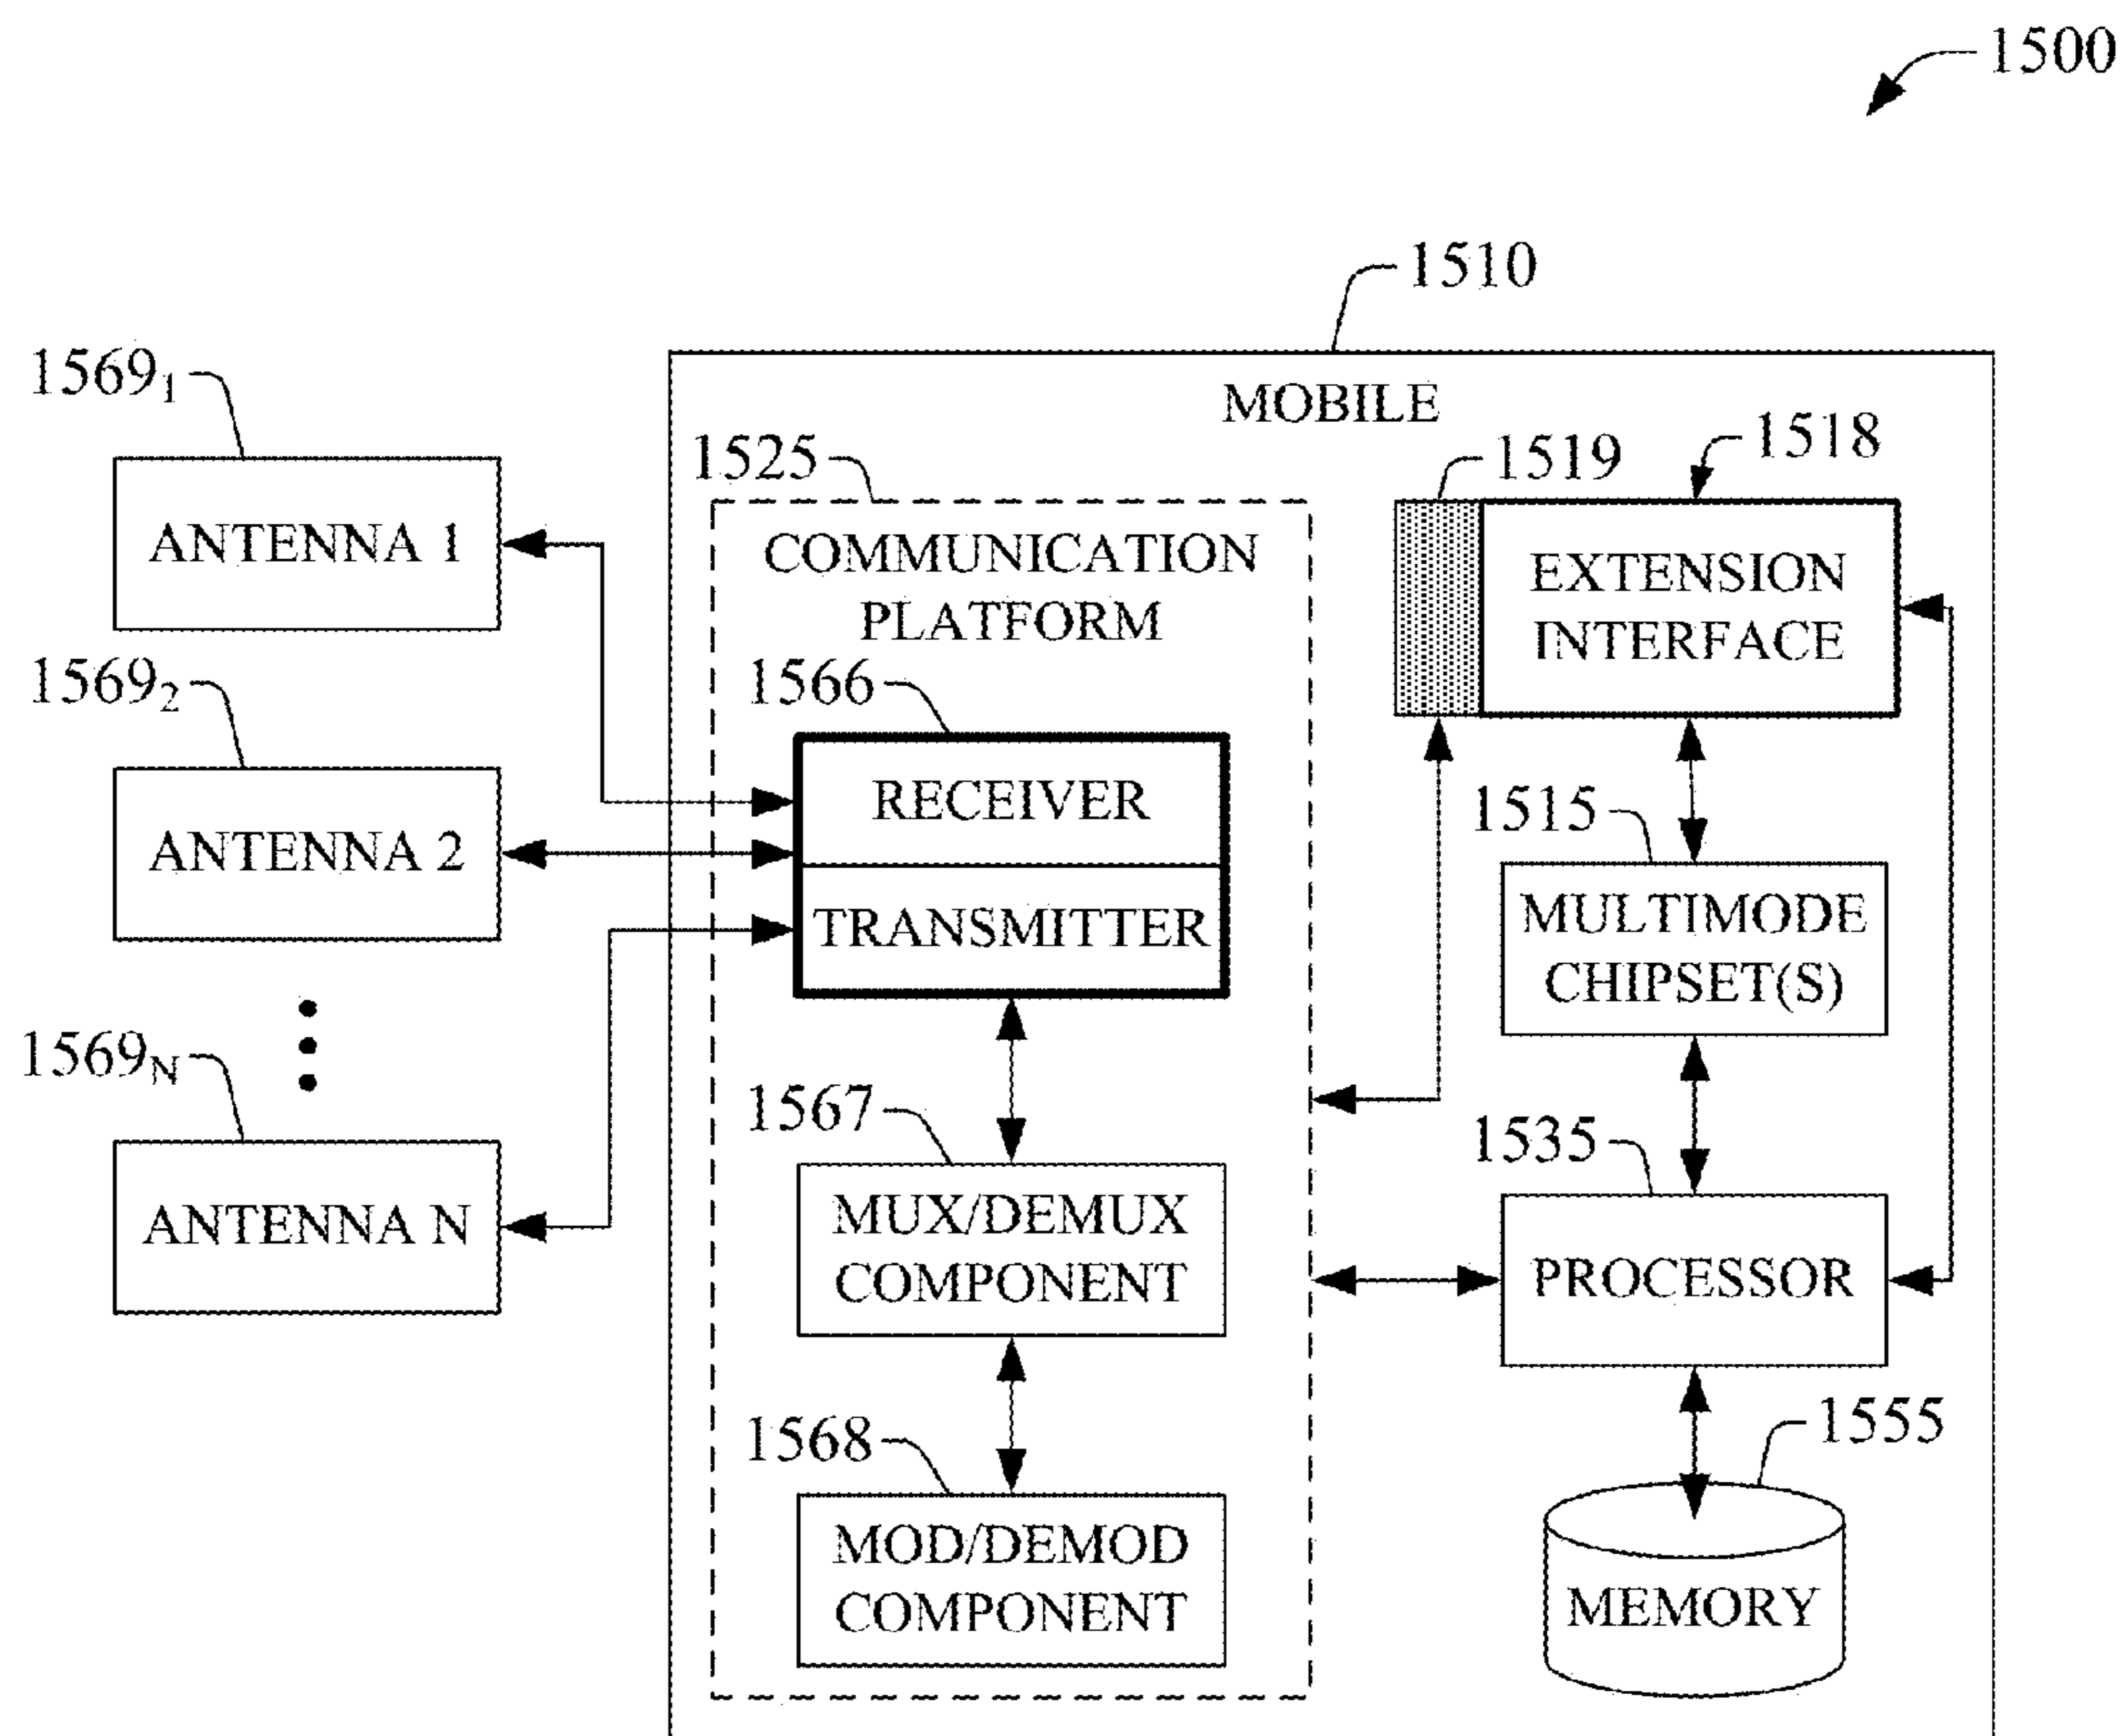 1500
1510
MOBILE
1569₁
ANTENNA 1
1569₂
ANTENNA 2
1569N
ANTENNA N
1525
COMMUNICATION
PLATFORM
1566
RECEIVER
TRANSMITTER
1567
MUX/DEMUX
COMPONENT
1568
MOD/DEMOD
COMPONENT
1519
1518
EXTENSION
INTERFACE
1515
MULTIMODE
CHIPSET(S)
1535
PROCESSOR
1555
MEMORY